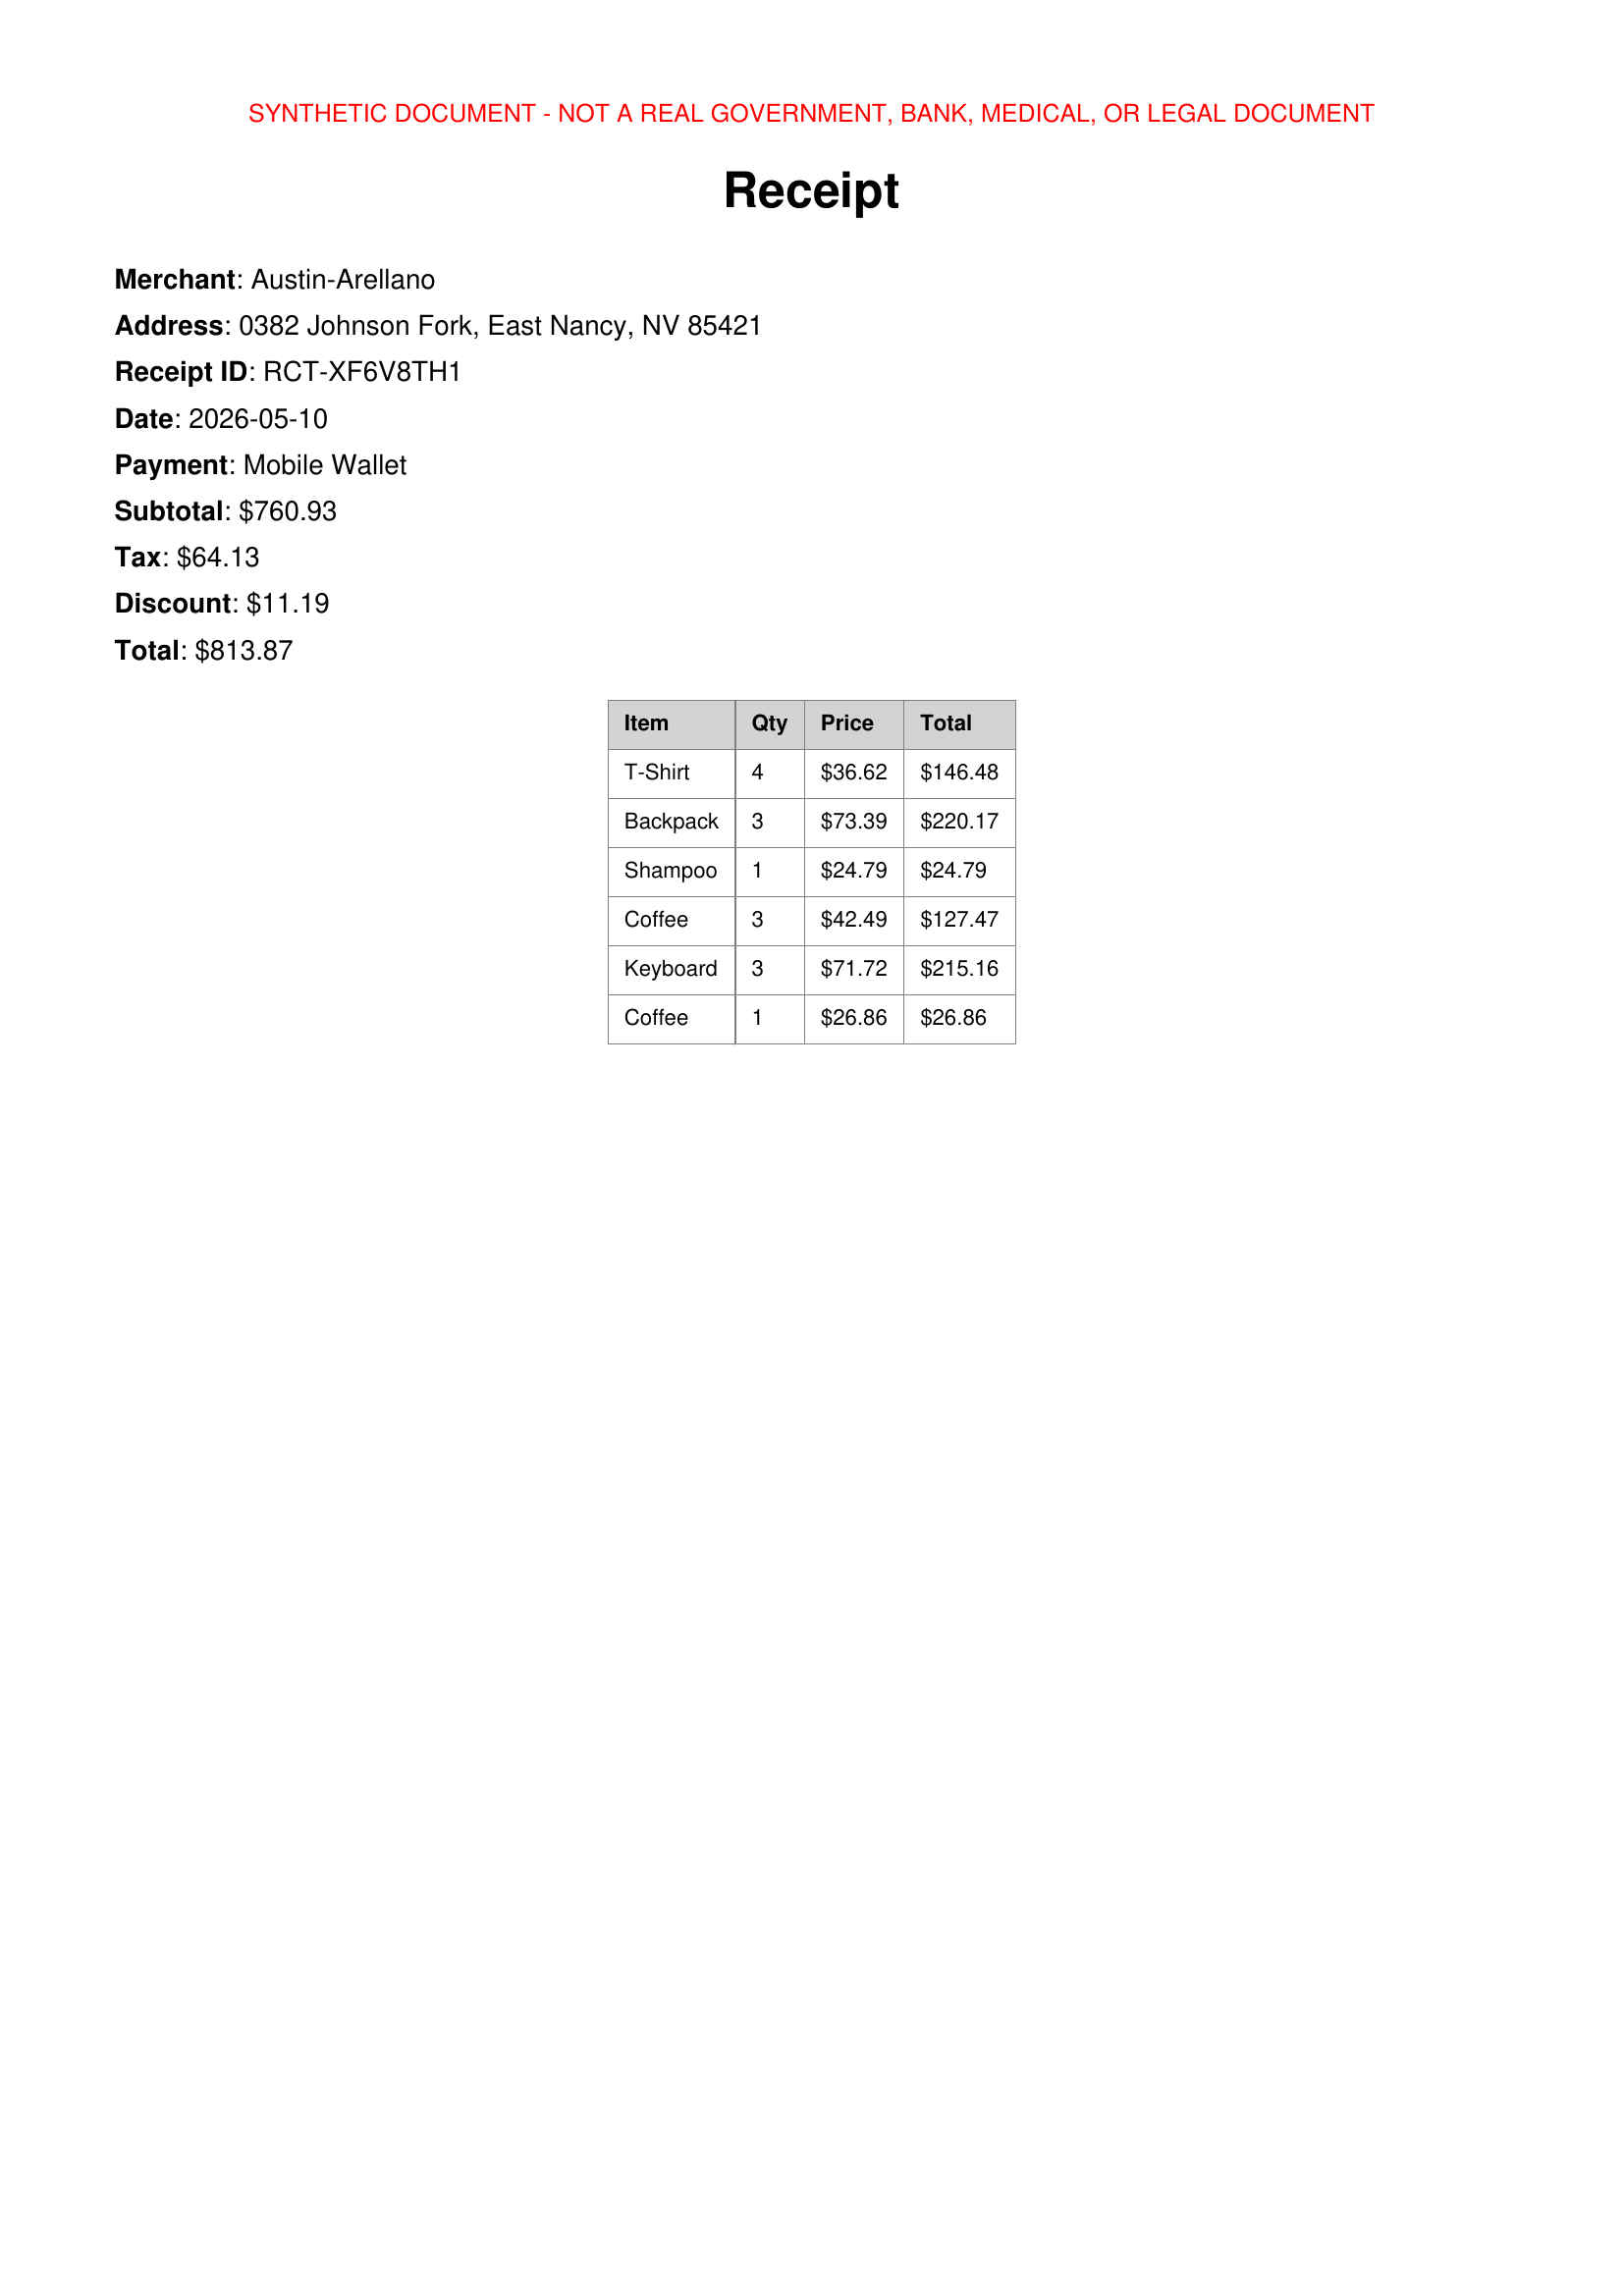 SYNTHETIC DOCUMENT - NOT A REAL GOVERNMENT, BANK, MEDICAL, OR LEGAL DOCUMENT
Receipt
Merchant: Austin-Arellano
Address: 0382 Johnson Fork, East Nancy, NV 85421
Receipt ID: RCT-XF6V8TH1
Date: 2026-05-10
Payment: Mobile Wallet
Subtotal: $760.93
Tax: $64.13
Discount: $11.19
Total: $813.87
Item Qty Price Total
T-Shirt 4 $36.62 $146.48
Backpack 3 $73.39 $220.17
Shampoo 1 $24.79 $24.79
Coffee 3 $42.49 $127.47
Keyboard 3 $71.72 $215.16
Coffee 1 $26.86 $26.86